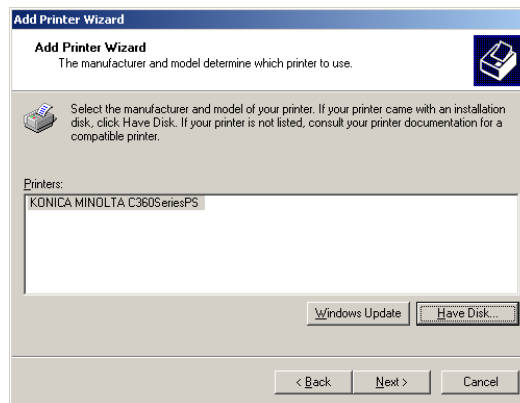 Add Printer Wizard
Add Printer Wizard
The manufacturer and model determine which printer to use.
Select the manufacturer and model of your printer. If your printer came with an installation
disk, click Have Disk. If your printer is not listed, consult your printer documentation for a
compatible printer.
Printers:
KONICA MINOLTA C360SeriesPS
Windows Update
Have Disk...
< Back
Next >
Cancel